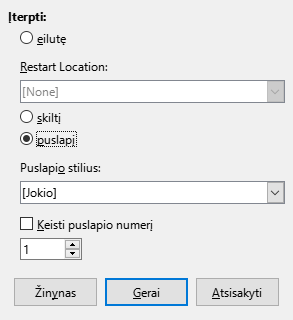 Įterpti:
eilutę
Restart Location:
[None]
skiltį
puslapį
Puslapio stilius:
[Jokio]
Keisti puslapio numerį
1
Žinynas Gerai Atsisakyti